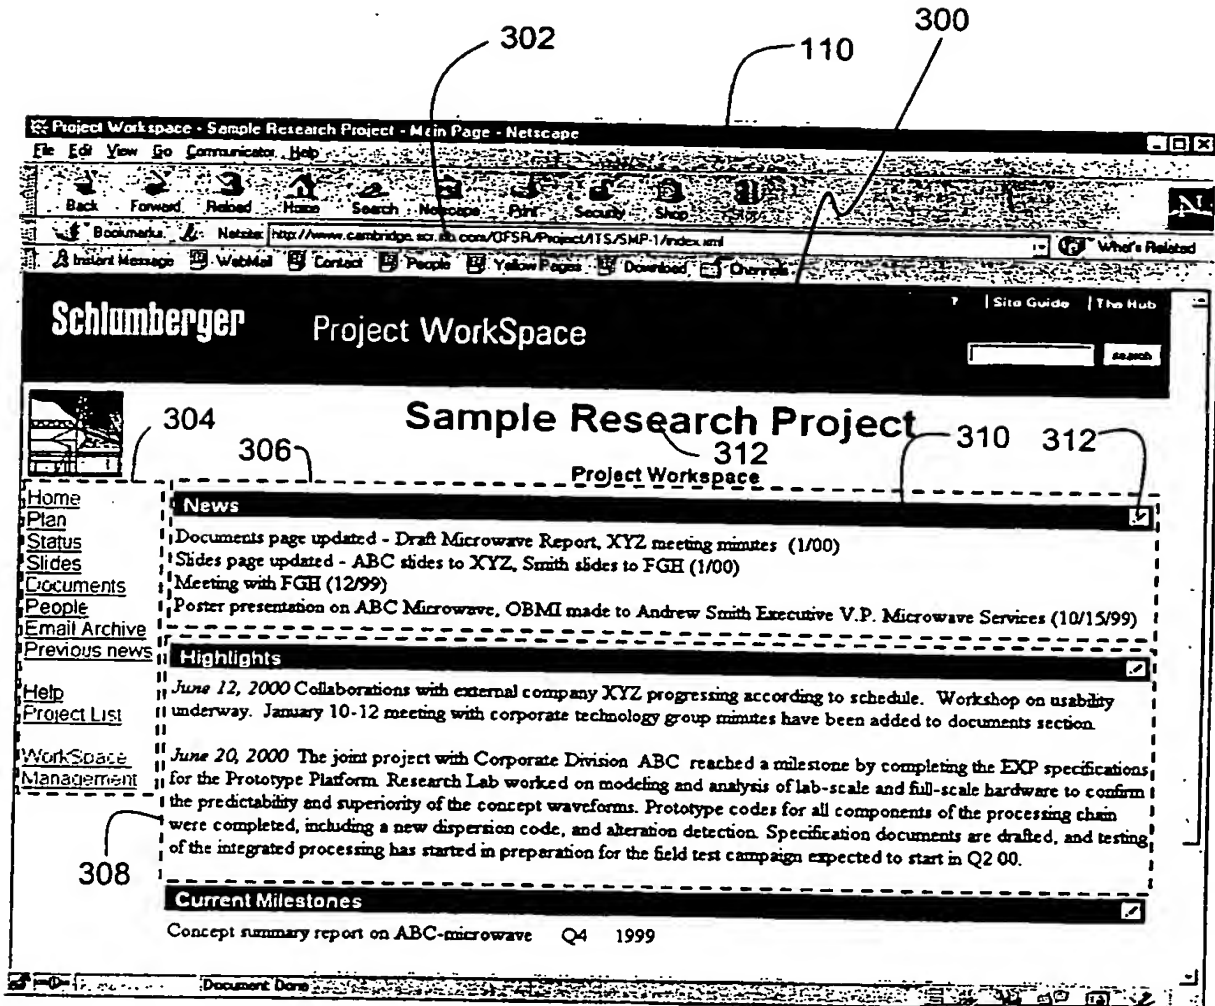 302
110
300
Project Workspace - Sample Research Project - Main Page - Netscape
File Edit View Go Communicator Help
Back Forward Reload Home Search Netscape Print Security Shop Stop
Bookmarks Netsite: http://www.cambridge.scr.slb.com/OFSR/Project/ITS/SMP-1/index.xml What's Related
Instant Message WebMail Contact People Yellow Pages Download Channels
? | Site Guide | The Hub
Schlumberger Project WorkSpace
search
304
Sample Research Project
306
312
310
312
Project Workspace
Home
Plan
Status
Slides
Documents
People
Email Archive
Previous news
Help
Project List
WorkSpace
Management
308
News
Documents page updated - Draft Microwave Report, XYZ meeting minutes (1/00)
Slides page updated - ABC slides to XYZ, Smith slides to FGH (1/00)
Meeting with FGH (12/99)
Poster presentation on ABC Microwave, OBMI made to Andrew Smith Executive V.P. Microwave Services (10/15/99)
Highlights
June 12, 2000 Collaborations with external company XYZ progressing according to schedule. Workshop on usability
underway. January 10-12 meeting with corporate technology group minutes have been added to documents section.
June 20, 2000 The joint project with Corporate Division ABC reached a milestone by completing the EXP specifications
for the Prototype Platform. Research Lab worked on modeling and analysis of lab-scale and full-scale hardware to confirm
the predictability and superiority of the concept waveforms. Prototype codes for all components of the processing chain
were completed, including a new dispersion code, and alteration detection. Specification documents are drafted, and testing
of the integrated processing has started in preparation for the field test campaign expected to start in Q2 00.
Current Milestones
Concept summary report on ABC-microwave Q4 1999
Document: Done